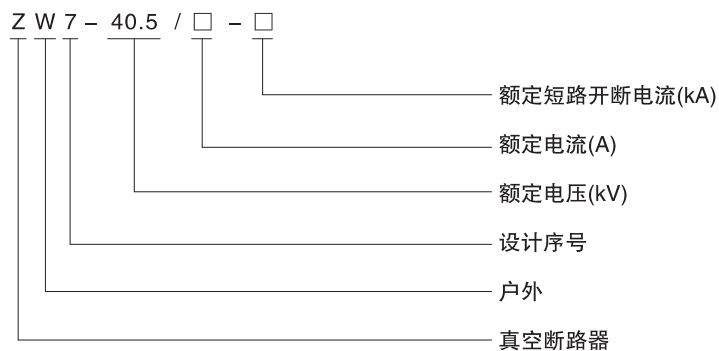 ZW7-40.5/□-□
额定短路开断电流(kA)
额定电流(A)
额定电压(kV)
设计序号
户外
真空断路器